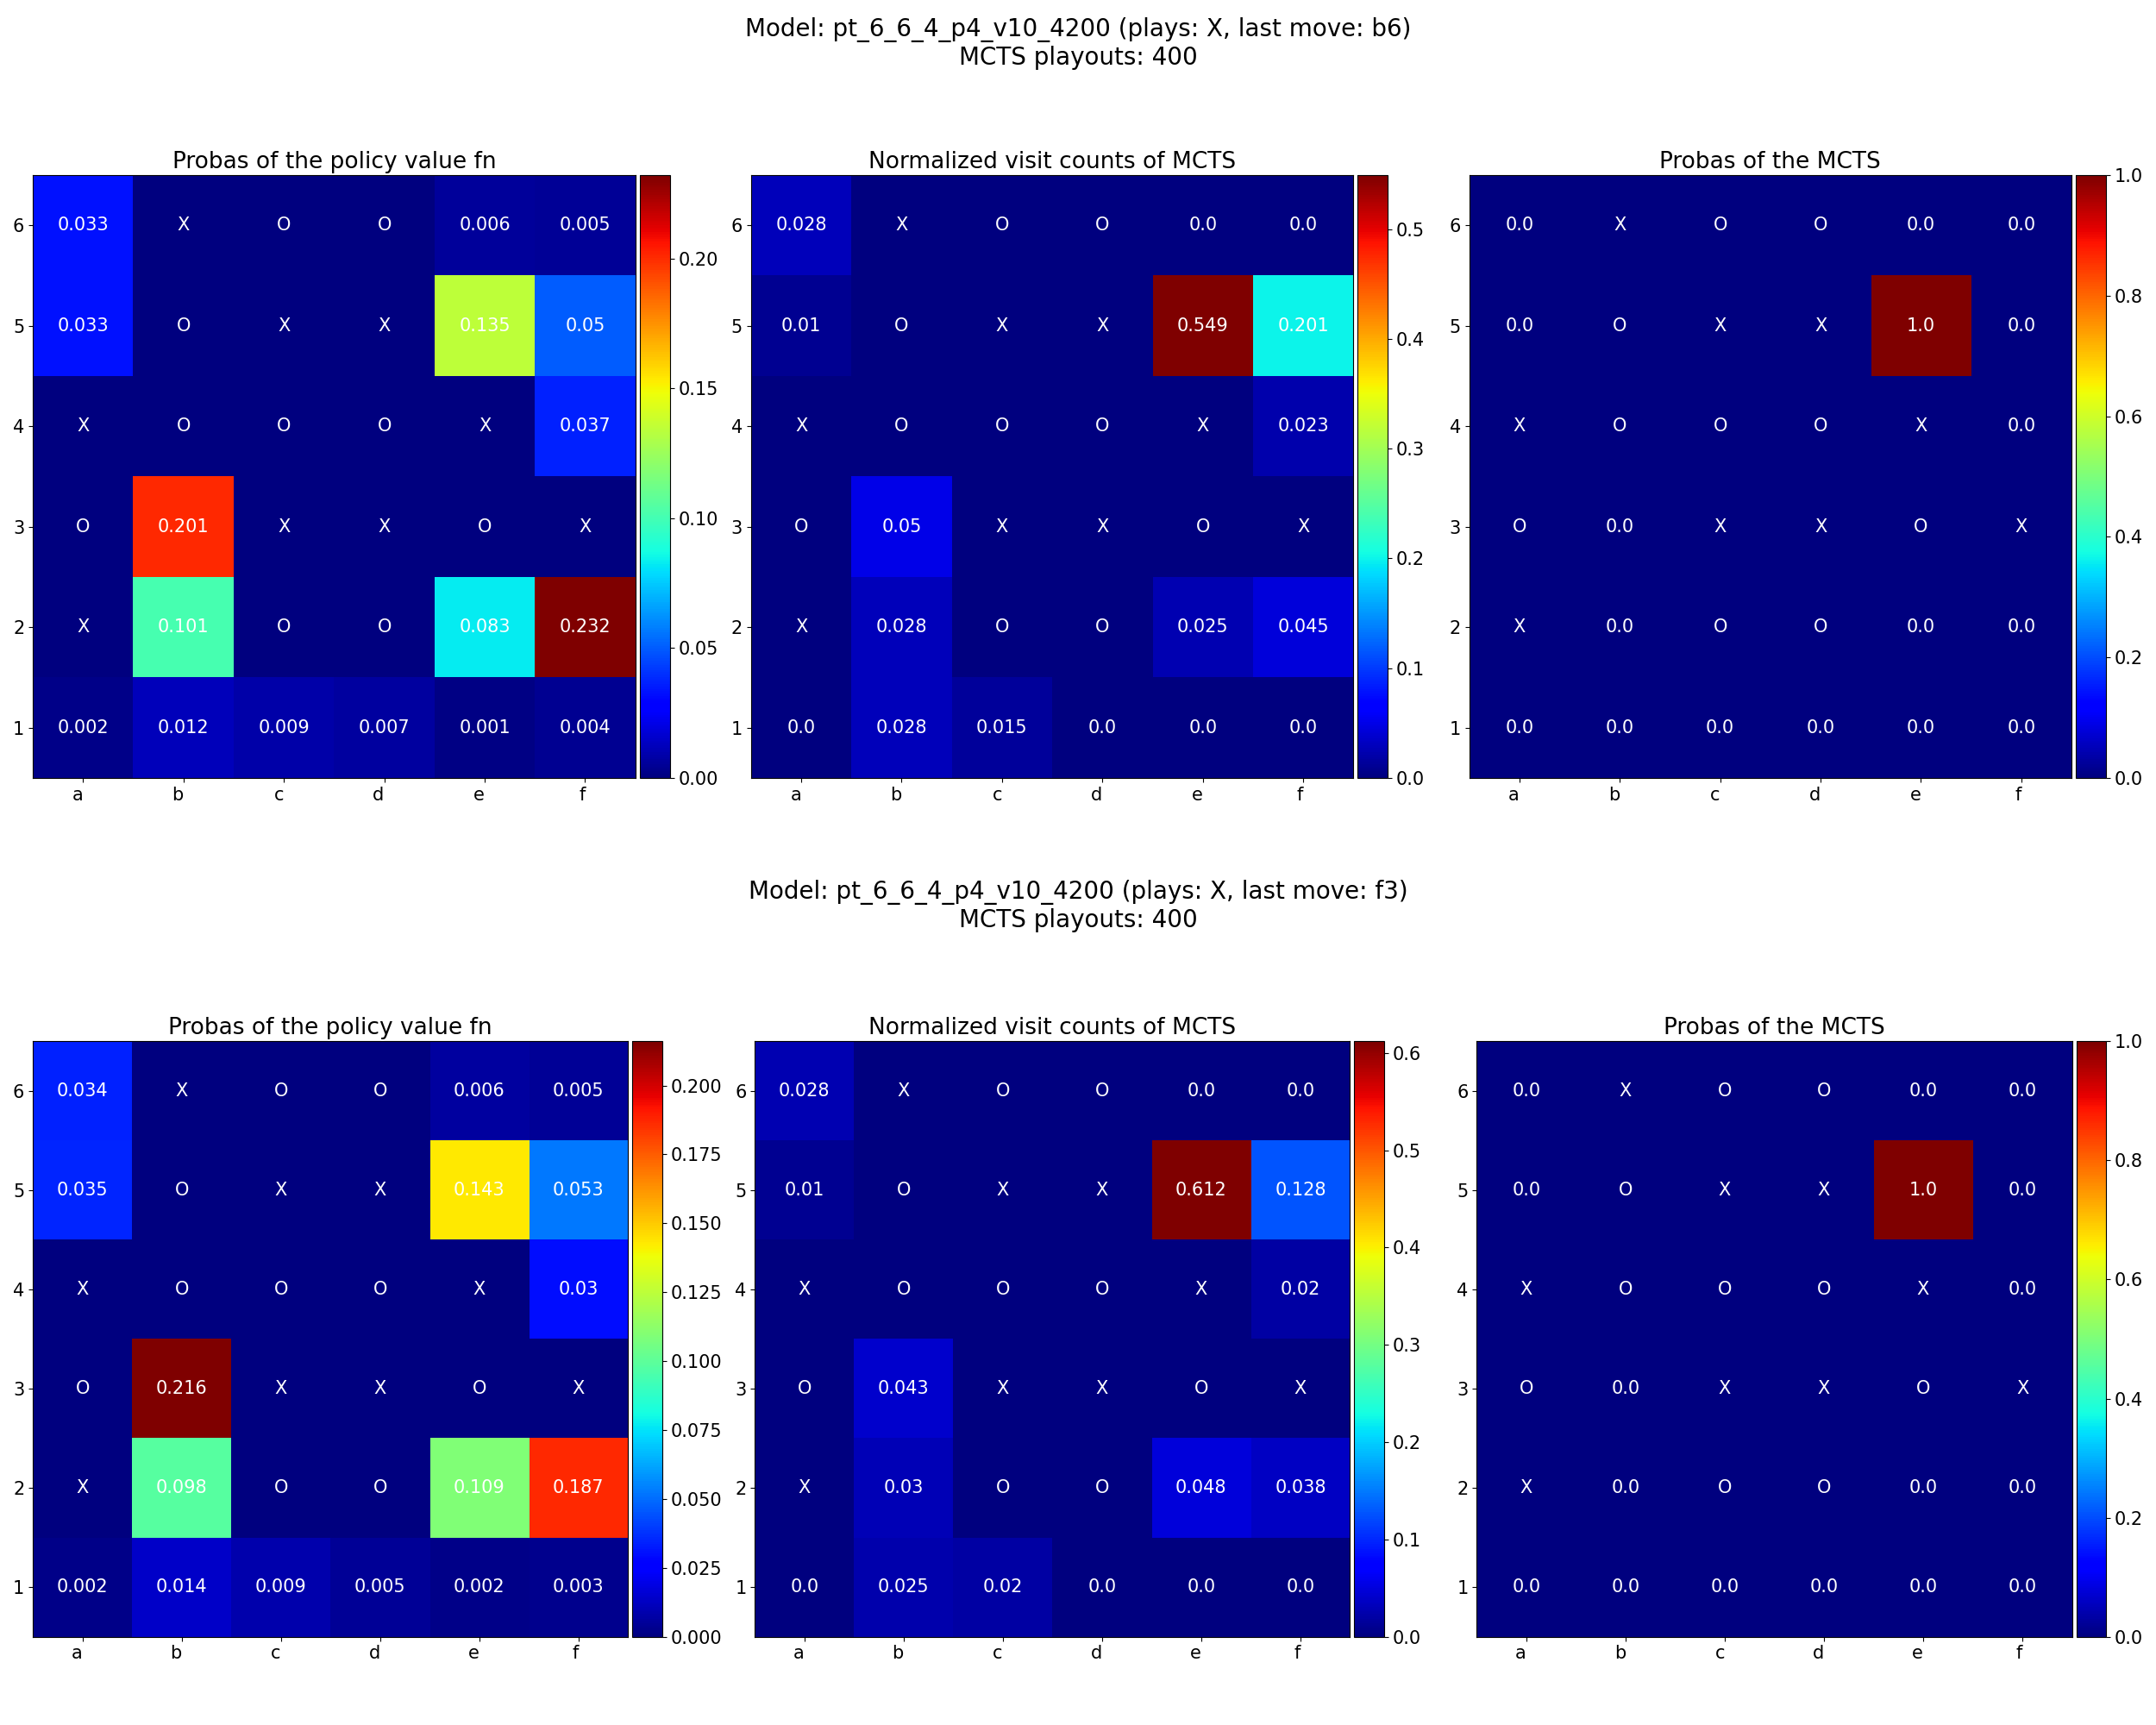 Model: pt_6_6_4_p4_v10_4200 (plays: X, last move: b6)
MCTS playouts: 400
Probas of the policy value fn
6 0.033 X O O 0.006 0.005
5 0.033 O X X 0.135 0.05
4 X O O O X 0.037
3 O 0.201 X X O X
2 X 0.101 O O 0.083 0.232
1 0.002 0.012 0.009 0.007 0.001 0.004
a b c d e f
0.20
0.15
0.10
0.05
0.00
Normalized visit counts of MCTS
6 0.028 X O O 0.0 0.0
5 0.01 O X X 0.549 0.201
4 X O O O X 0.023
3 O 0.05 X X O X
2 X 0.028 O O 0.025 0.045
1 0.0 0.028 0.015 0.0 0.0 0.0
a b c d e f
0.5
0.4
0.3
0.2
0.1
0.0
Probas of the MCTS
6 0.0 X O O 0.0 0.0
5 0.0 O X X 1.0 0.0
4 X O O O X 0.0
3 O 0.0 X X O X
2 X 0.0 O O 0.0 0.0
1 0.0 0.0 0.0 0.0 0.0 0.0
a b c d e f
1.0
0.8
0.6
0.4
0.2
0.0
Model: pt_6_6_4_p4_v10_4200 (plays: X, last move: f3)
MCTS playouts: 400
Probas of the policy value fn
6 0.034 X O O 0.006 0.005
5 0.035 O X X 0.143 0.053
4 X O O O X 0.03
3 O 0.216 X X O X
2 X 0.098 O O 0.109 0.187
1 0.002 0.014 0.009 0.005 0.002 0.003
a b c d e f
0.200
0.175
0.150
0.125
0.100
0.075
0.050
0.025
0.000
Normalized visit counts of MCTS
6 0.028 X O O 0.0 0.0
5 0.01 O X X 0.612 0.128
4 X O O O X 0.02
3 O 0.043 X X O X
2 X 0.03 O O 0.048 0.038
1 0.0 0.025 0.02 0.0 0.0 0.0
a b c d e f
0.6
0.5
0.4
0.3
0.2
0.1
0.0
Probas of the MCTS
6 0.0 X O O 0.0 0.0
5 0.0 O X X 1.0 0.0
4 X O O O X 0.0
3 O 0.0 X X O X
2 X 0.0 O O 0.0 0.0
1 0.0 0.0 0.0 0.0 0.0 0.0
a b c d e f
1.0
0.8
0.6
0.4
0.2
0.0